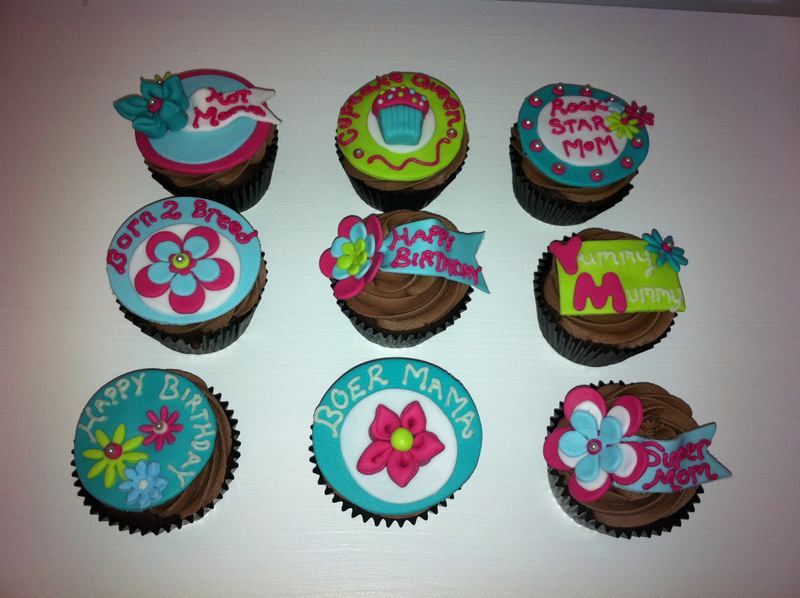 Hot
Mama
Cupcake Queen
Rock
STAR
MOM
Born 2 Breed
HAPPY
BIRTHDAY
Yummy
Mummy
HAPPY BIRTHDAY
BOER MAMA
Super
Mom